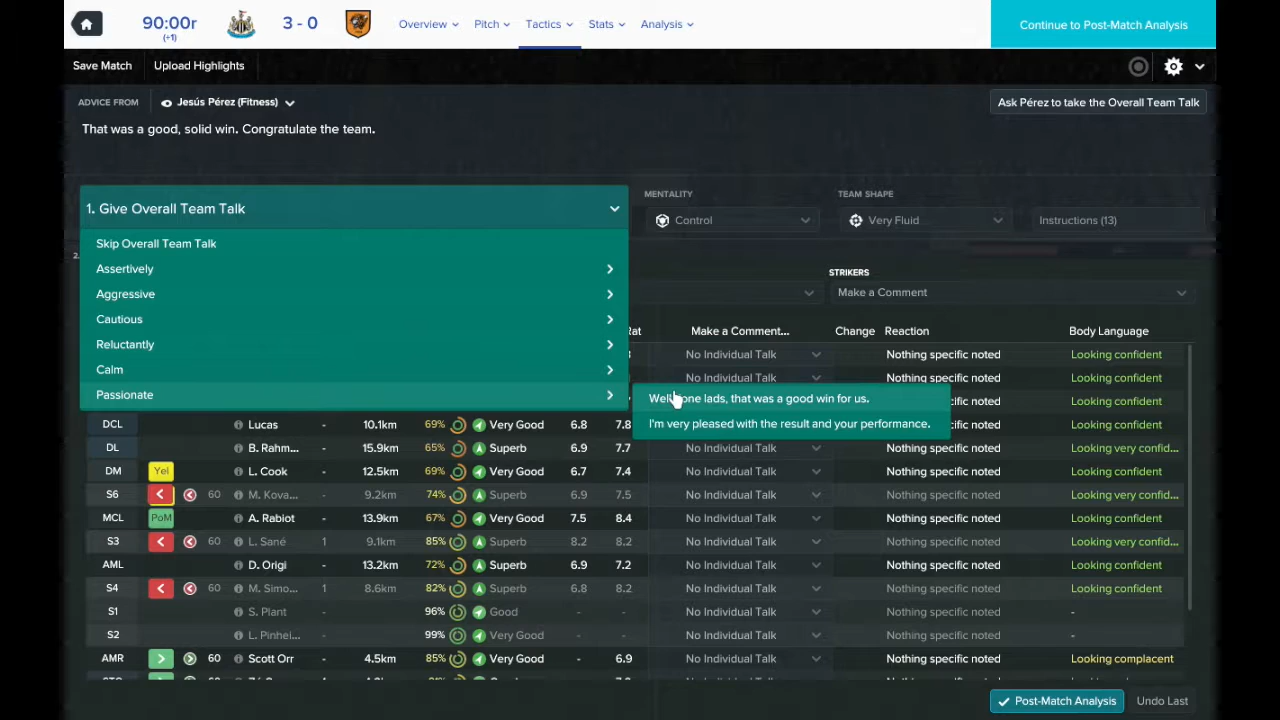 90:00r 3 - 0 Overview Pitch Tactics Stats Analysis Continue to Post-Match Analysis
(+1)
Save Match Upload Highlights
ADVICE FROM Jesús Pérez (Fitness) Ask Pérez to take the Overall Team Talk
That was a good, solid win. Congratulate the team.
1. Give Overall Team Talk
MENTALITY TEAM SHAPE
Control Very Fluid Instructions (13)
Skip Overall Team Talk
Assertively
Aggressive
Cautious
Reluctantly
Calm
Passionate
STRIKERS
Make a Comment
Make a Comment... Change Reaction Body Language
No Individual Talk Nothing specific noted Looking confident
No Individual Talk Nothing specific noted Looking confident
lads, that was a good win for us.
I'm very pleased with the result and your performance.
Nothing specific noted Looking confident
DCL Lucas - 10.1km 69% Very Good 6.8 7.8 Nothing specific noted Looking confident
DL B. Rahm... - 15.9km 65% Superb 6.9 7.7 No Individual Talk Nothing specific noted Looking very confid...
DM Yel L. Cook - 12.5km 69% Very Good 6.7 7.4 No Individual Talk Nothing specific noted Looking confident
S6 60 M. Kova... - 9.2km 74% Superb 6.9 7.5 No Individual Talk Nothing specific noted Looking very confid...
MCL PoM A. Rabiot - 13.9km 67% Very Good 7.5 8.4 No Individual Talk Nothing specific noted Looking confident
S3 60 L. Sané 1 9.1km 85% Superb 8.2 8.2 No Individual Talk Nothing specific noted Looking very confid...
AML D. Origi - 13.2km 72% Superb 6.9 7.2 No Individual Talk Nothing specific noted Looking confident
S4 60 M. Simo... 1 8.6km 82% Superb 6.8 8.2 No Individual Talk Nothing specific noted Looking confident
S1 S. Plant - 96% Good - - No Individual Talk Nothing specific noted -
S2 L. Pinhei... - 99% Very Good - - No Individual Talk Nothing specific noted -
AMR 60 Scott Orr - 4.5km 85% Very Good - 6.9 No Individual Talk Nothing specific noted Looking complacent
Post-Match Analysis Undo Last